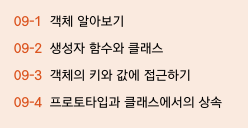 09-1 객체 알아보기
09-2 생성자 함수와 클래스
09-3 객체의 키와 값에 접근하기
09-4 프로토타입과 클래스에서의 상속